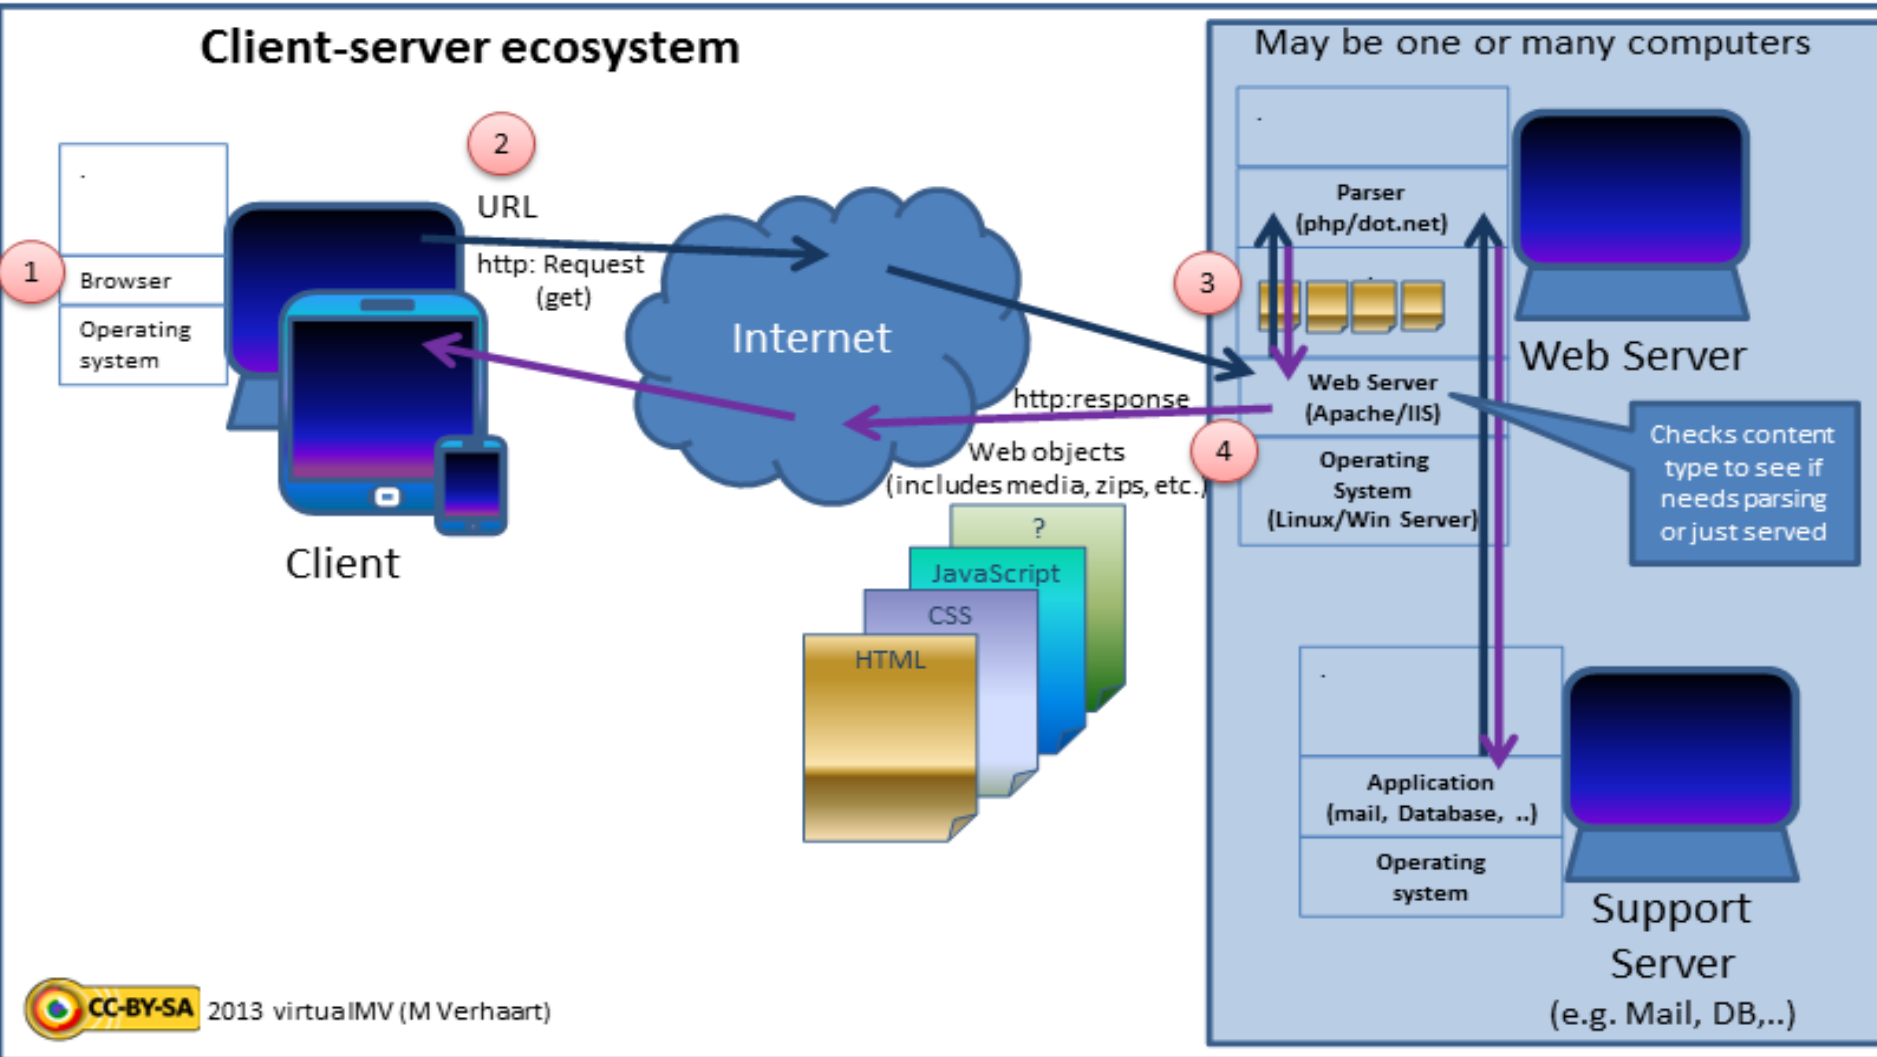 Client-server ecosystem
May be one or many computers
2
URL
http: Request
(get)
1
Browser
Operating
system
Client
Internet
http:response
Web objects
(includes media, zips, etc.)
?
JavaScript
CSS
HTML
3
4
Parser
(php/dot.net)
Web Server
(Apache/IIS)
Operating
System
(Linux/Win Server)
Web Server
Checks content
type to see if
needs parsing
or just served
Application
(mail, Database, ..)
Operating
system
Support
Server
(e.g. Mail, DB,..)
CC-BY-SA
2013 virtualMV (M Verhaart)